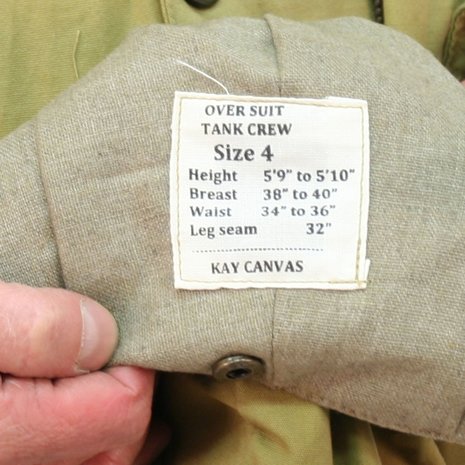 OVER SUIT
TANK CREW
Size 4
Height 5'9" to 5'10"
Breast 38" to 40"
Waist 34" to 36"
Leg seam 32"
KAY CANVAS